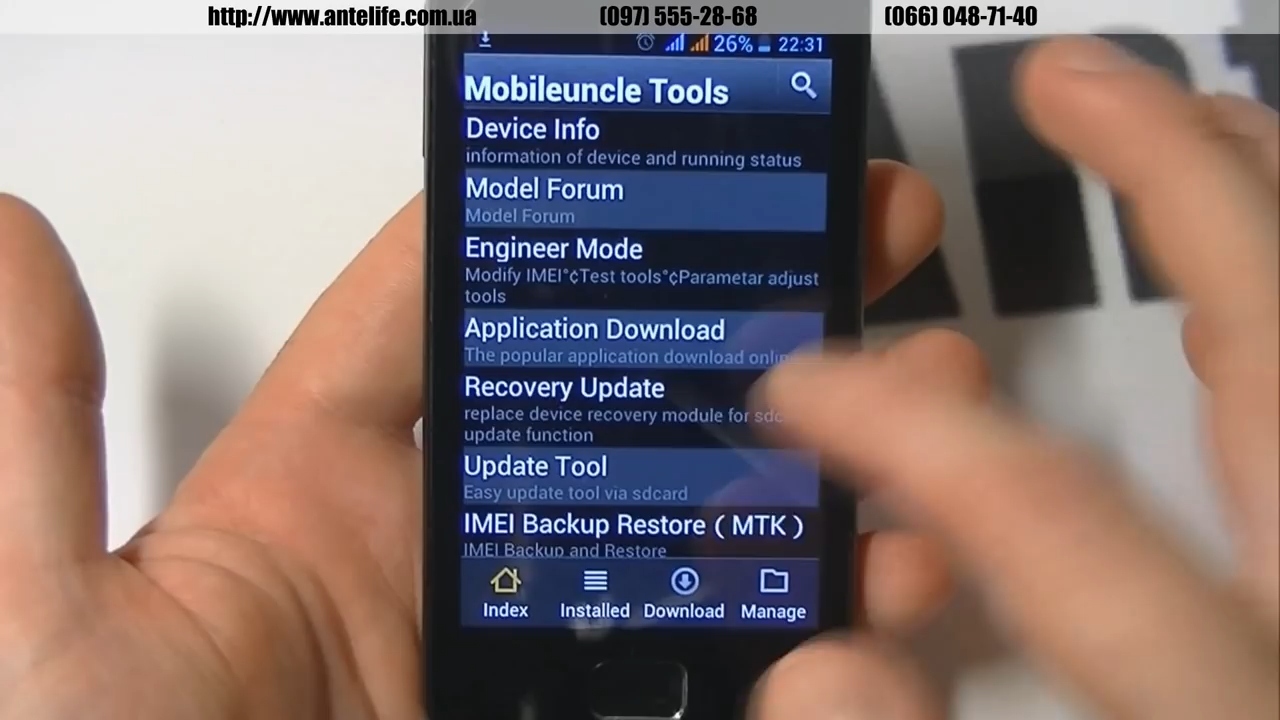 http://www.antelife.com.ua (097) 555-28-68 (066) 048-71-40
26% 22:31
Mobileuncle Tools
Device Info
information of device and running status
Model Forum
Model Forum
Engineer Mode
Modify IMEI°¢Test tools°¢Parametar adjust
tools
Application Download
The popular application download
Recovery Update
replace device recovery module for
update function
Update Tool
Easy update tool via sdcard
IMEI Backup Restore ( MTK )
IMEI Backup and Restore
Index Installed Download Manage